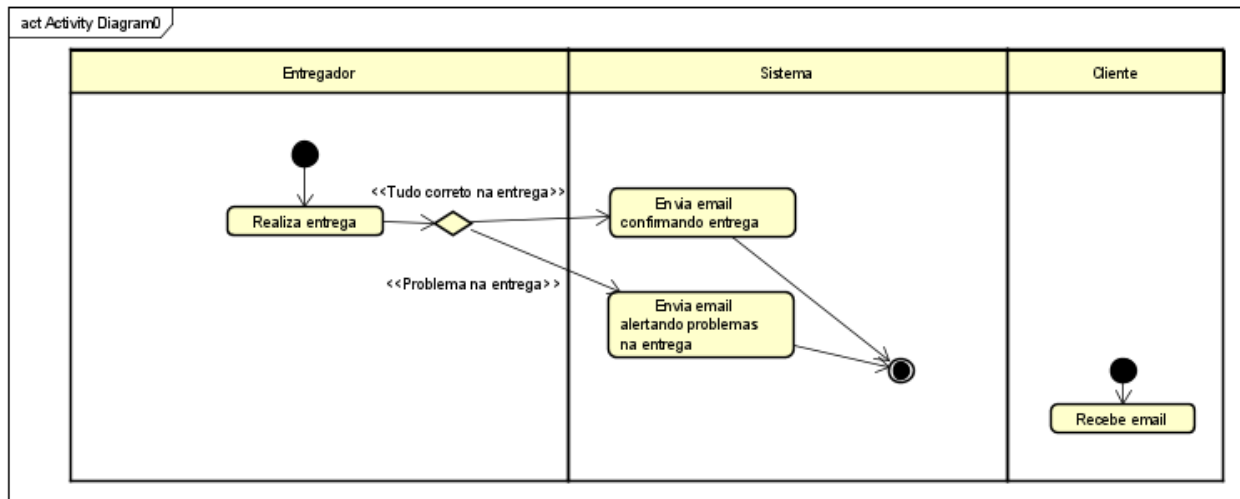 act Activity Diagram0
Entregador
Sistema
Cliente
<<Tudo correto na entrega>>
Realiza entrega
Envia email
confirmando entrega
<<Problema na entrega>>
Envia email
alertando problemas
na entrega
Recebe email